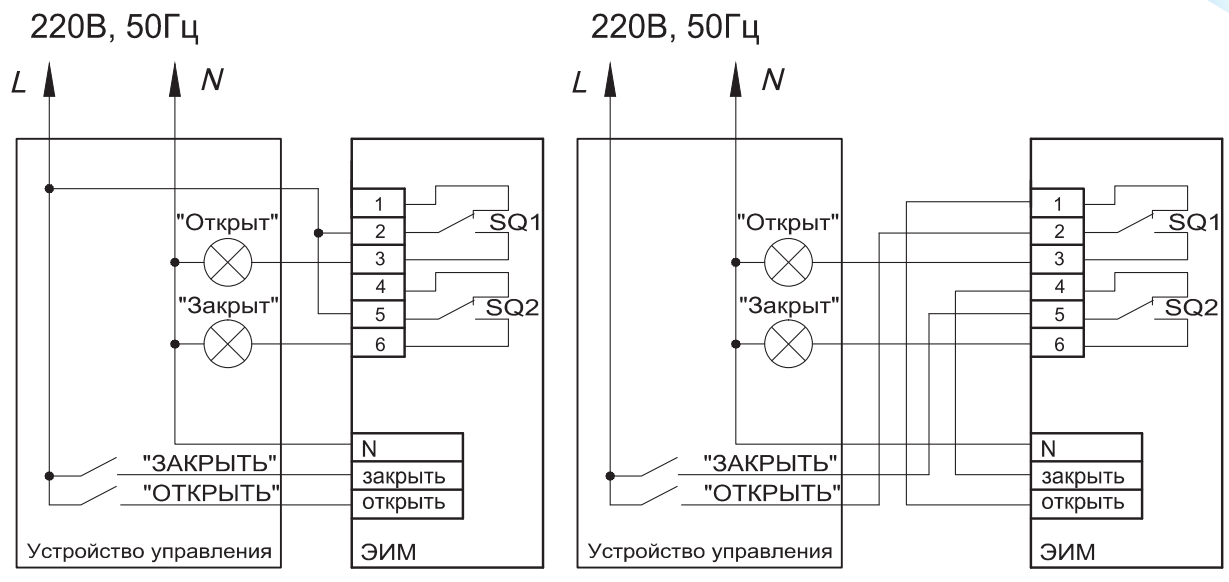 220В, 50Гц
L
N
"Открыт"
"Закрыт"
1
2
3
4
5
6
SQ1
SQ2
N
"ЗАКРЫТЬ"
закрыть
"ОТКРЫТЬ"
открыть
Устройство управления
ЭИМ
220В, 50Гц
L
N
"Открыт"
"Закрыт"
1
2
3
4
5
6
SQ1
SQ2
N
"ЗАКРЫТЬ"
закрыть
"ОТКРЫТЬ"
открыть
Устройство управления
ЭИМ